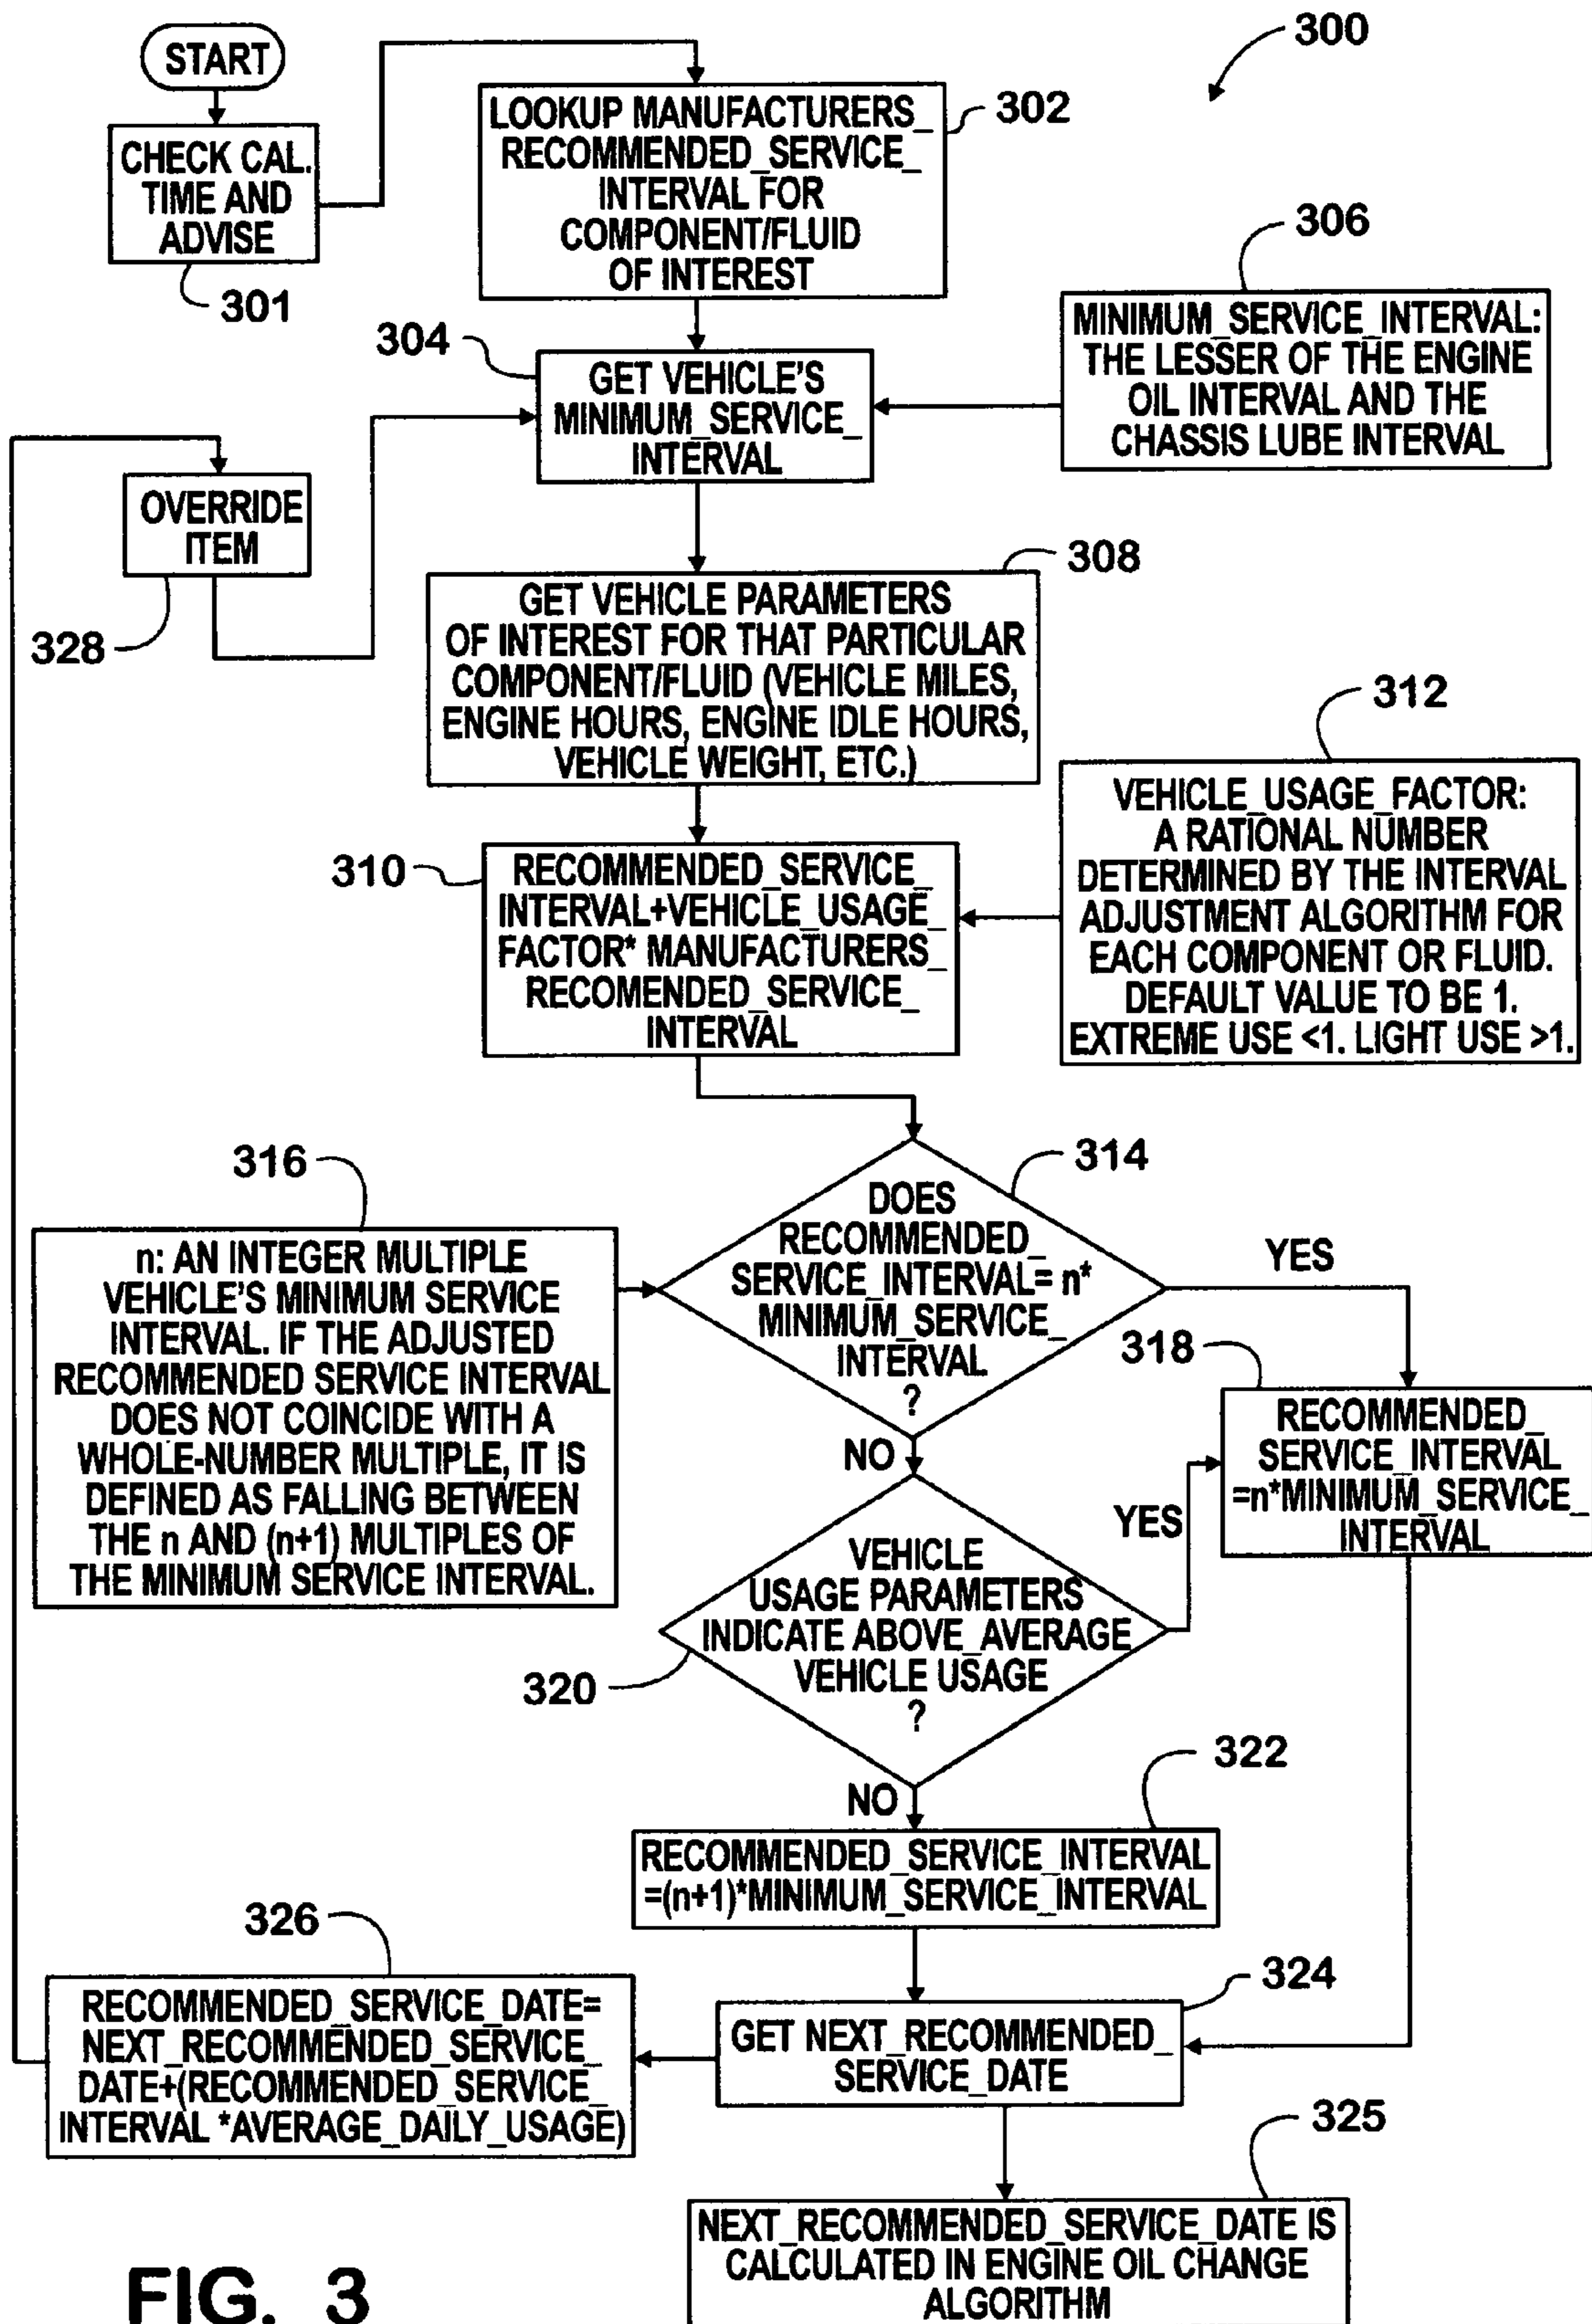 300
START
CHECK CAL.
TIME AND
ADVISE
301
LOOKUP MANUFACTURERS_
RECOMMENDED_SERVICE_
INTERVAL FOR
COMPONENT/FLUID
OF INTEREST
302
304
GET VEHICLE'S
MINIMUM_SERVICE_
INTERVAL
306
MINIMUM_SERVICE_INTERVAL:
THE LESSER OF THE ENGINE
OIL INTERVAL AND THE
CHASSIS LUBE INTERVAL
OVERRIDE
ITEM
328
308
GET VEHICLE PARAMETERS
OF INTEREST FOR THAT PARTICULAR
COMPONENT/FLUID (VEHICLE MILES,
ENGINE HOURS, ENGINE IDLE HOURS,
VEHICLE WEIGHT, ETC.)
310
RECOMMENDED_SERVICE_
INTERVAL+VEHICLE_USAGE_
FACTOR* MANUFACTURERS_
RECOMENDED_SERVICE_
INTERVAL
312
VEHICLE_USAGE_FACTOR:
A RATIONAL NUMBER
DETERMINED BY THE INTERVAL
ADJUSTMENT ALGORITHM FOR
EACH COMPONENT OR FLUID.
DEFAULT VALUE TO BE 1.
EXTREME USE <1. LIGHT USE >1.
314
DOES
RECOMMENDED_
SERVICE_INTERVAL= n*
MINIMUM_SERVICE_
INTERVAL
?
YES
NO
316
n: AN INTEGER MULTIPLE
VEHICLE'S MINIMUM SERVICE
INTERVAL. IF THE ADJUSTED
RECOMMENDED SERVICE INTERVAL
DOES NOT COINCIDE WITH A
WHOLE-NUMBER MULTIPLE, IT IS
DEFINED AS FALLING BETWEEN
THE n AND (n+1) MULTIPLES OF
THE MINIMUM SERVICE INTERVAL.
318
RECOMMENDED_
SERVICE_INTERVAL
=n*MINIMUM_SERVICE_
INTERVAL
VEHICLE
USAGE PARAMETERS
INDICATE ABOVE_AVERAGE
VEHICLE USAGE
?
YES
320
NO
322
RECOMMENDED_SERVICE_INTERVAL
=(n+1)*MINIMUM_SERVICE_INTERVAL
324
GET NEXT_RECOMMENDED_
SERVICE_DATE
326
RECOMMENDED_SERVICE_DATE=
NEXT_RECOMMENDED_SERVICE_
DATE+(RECOMMENDED_SERVICE_
INTERVAL *AVERAGE_DAILY_USAGE)
325
NEXT_RECOMMENDED_SERVICE_DATE IS
CALCULATED IN ENGINE OIL CHANGE
ALGORITHM
FIG. 3